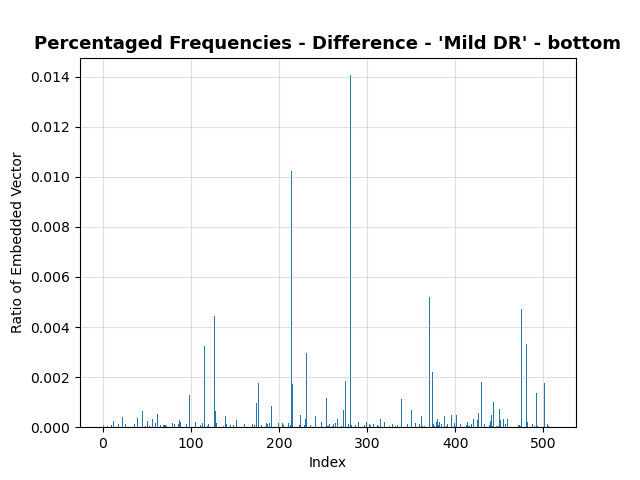 Percentaged Frequencies - Difference - 'Mild DR' - bottom
0.014
0.012
0.010
0.008
0.006
0.004
0.002
0.000
Ratio of Embedded Vector
0 100 200 300 400 500
Index